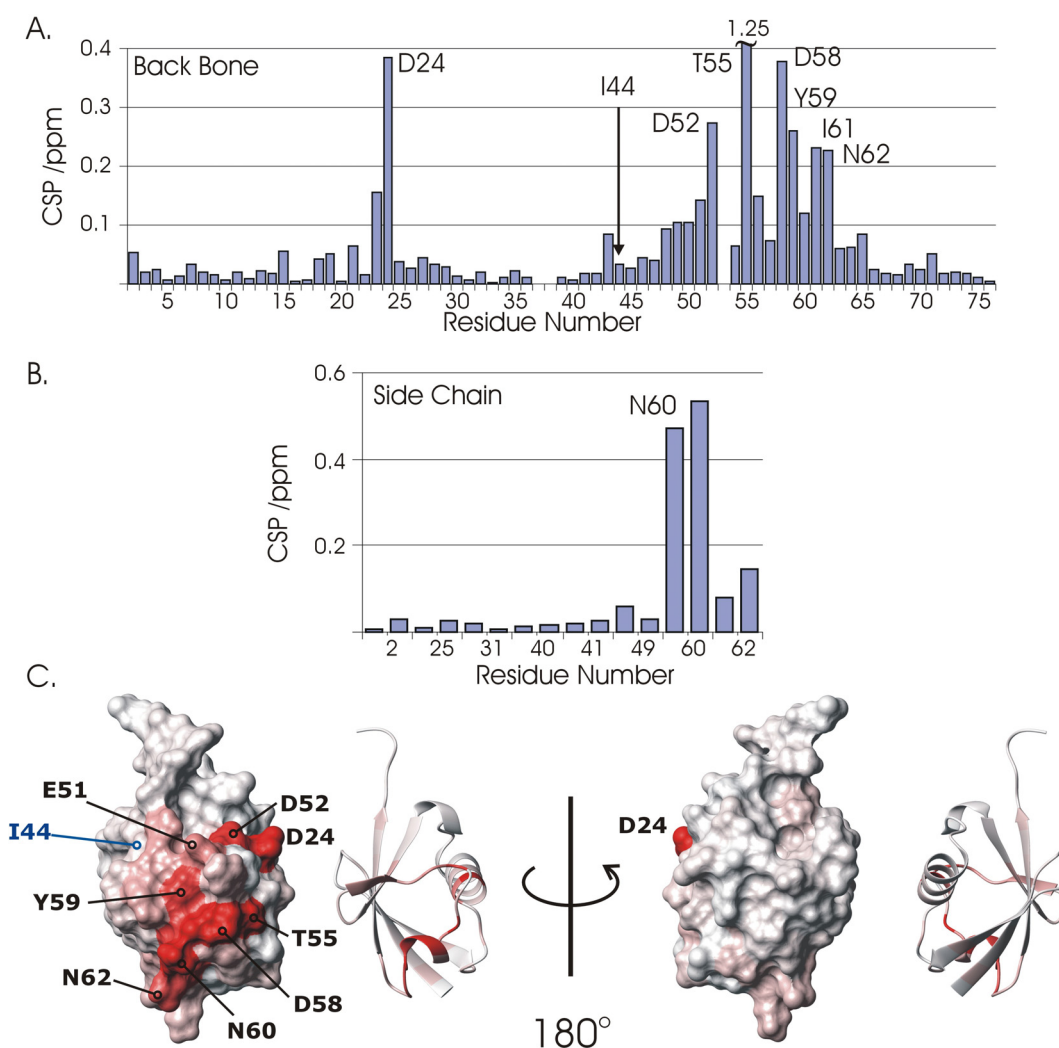 A.
1.25
0.4
Back Bone
D24
T55
D58
I44
0.3
Y59
D52
I61
N62
CSP /ppm
0.2
0.1
5 10 15 20 25 30 35 40 45 50 55 60 65 70 75
Residue Number
B.
0.6
Side Chain
N60
CSP /ppm
0.4
0.2
2 25 31 40 41 49 60 62
Residue Number
C.
E51
D52
I44
D24
D24
Y59
T55
N62
D58
N60
180°